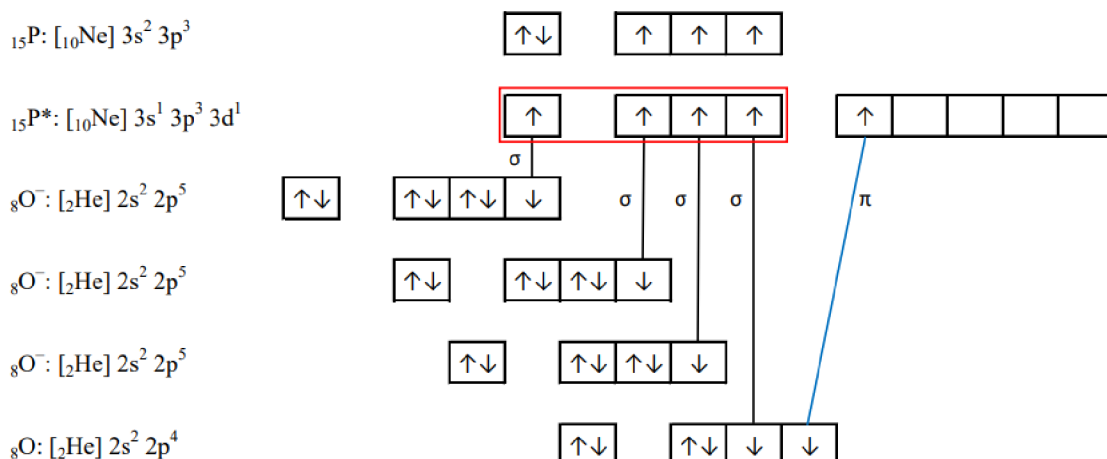 ₁₅P: [₁₀Ne] 3s² 3p³ ↑↓ ↑ ↑ ↑
₁₅P*: [₁₀Ne] 3s¹ 3p³ 3d¹ ↑ ↑ ↑ ↑ ↑
σ
₈O⁻: [₂He] 2s² 2p⁵ ↑↓ ↑↓ ↑↓ ↓ σ σ σ π
₈O⁻: [₂He] 2s² 2p⁵ ↑↓ ↑↓ ↑↓ ↓
₈O⁻: [₂He] 2s² 2p⁵ ↑↓ ↑↓ ↑↓ ↓
₈O: [₂He] 2s² 2p⁴ ↑↓ ↑↓ ↓ ↓